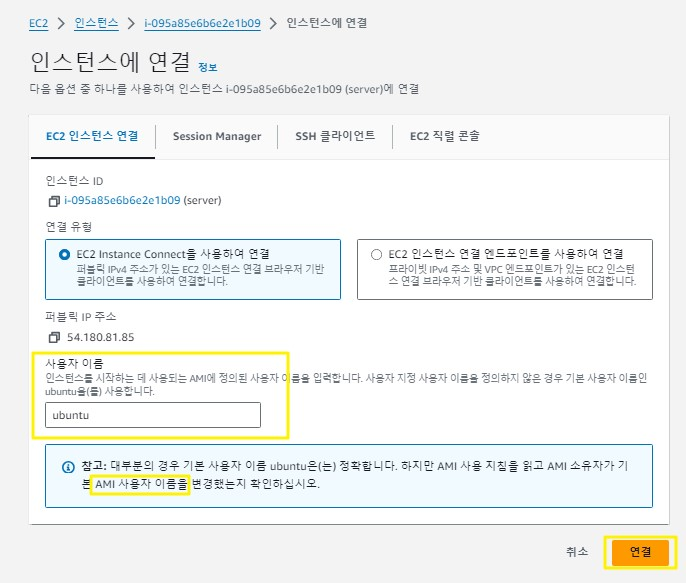 EC2 > 인스턴스 > i-095a85e6b6e2e1b09 > 인스턴스에 연결
인스턴스에 연결 정보
다음 옵션 중 하나를 사용하여 인스턴스 i-095a85e6b6e2e1b09 (server)에 연결
EC2 인스턴스 연결
Session Manager
SSH 클라이언트
EC2 직렬 콘솔
인스턴스 ID
i-095a85e6b6e2e1b09 (server)
연결 유형
EC2 Instance Connect을 사용하여 연결
퍼블릭 IPv4 주소가 있는 EC2 인스턴스 연결 브라우저 기반
클라이언트를 사용하여 연결합니다.
EC2 인스턴스 연결 엔드포인트를 사용하여 연결
프라이빗 IPv4 주소 및 VPC 엔드포인트가 있는 EC2 인스턴
스 연결 브라우저 기반 클라이언트를 사용하여 연결합니다.
퍼블릭 IP 주소
54.180.81.85
사용자 이름
인스턴스를 시작하는 데 사용되는 AMI에 정의된 사용자 이름을 입력합니다. 사용자 지정 사용자 이름을 정의하지 않은 경우 기본 사용자 이름인
ubuntu을(를) 사용합니다.
ubuntu
참고: 대부분의 경우 기본 사용자 이름 ubuntu은(는) 정확합니다. 하지만 AMI 사용 지침을 읽고 AMI 소유자가 기
본 AMI 사용자 이름을 변경했는지 확인하십시오.
취소
연결